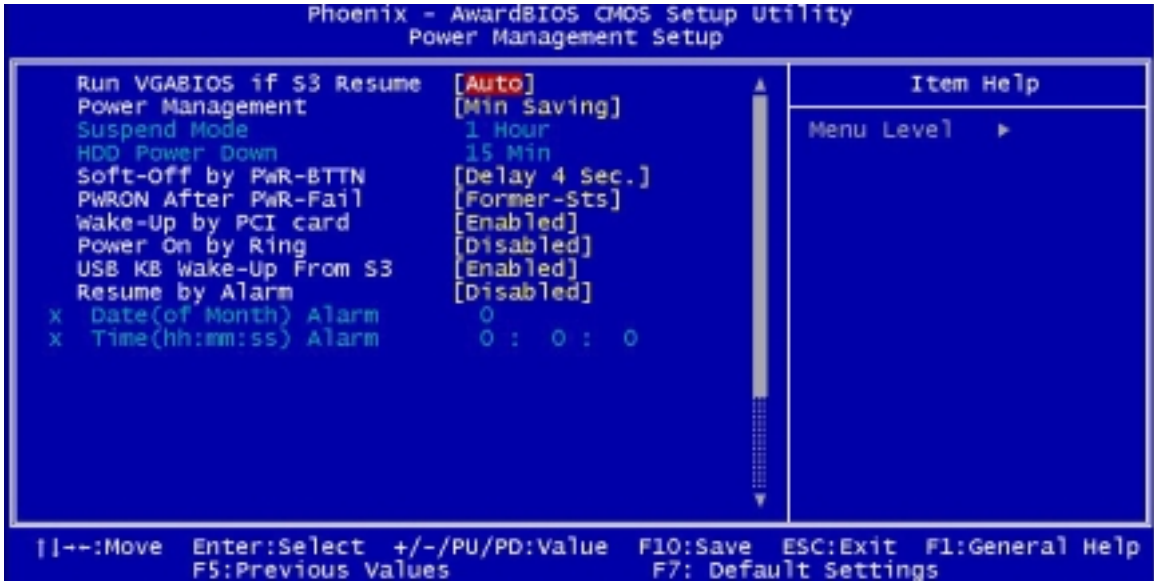 Phoenix - AwardBIOS CMOS Setup Utility
Power Management Setup
Run VGABIOS if S3 Resume [Auto]
Power Management [Min Saving]
Suspend Mode 1 Hour
HDD Power Down 15 Min
Soft-Off by PWR-BTTN [Delay 4 Sec.]
PWRON After PWR-Fail [Former-Sts]
Wake-Up by PCI card [Enabled]
Power On by Ring [Disabled]
USB KB Wake-Up From S3 [Enabled]
Resume by Alarm [Disabled]
x Date(of Month) Alarm 0
x Time(hh:mm:ss) Alarm 0 : 0 : 0
Item Help
Menu Level ▶
↑↓→←:Move Enter:Select +/-/PU/PD:Value F10:Save ESC:Exit F1:General Help
F5:Previous Values F7: Default Settings